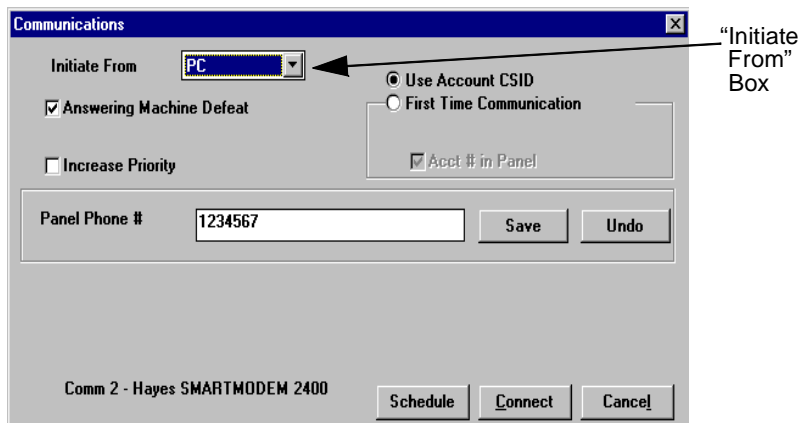 Communications
Initiate From PC
Use Account CSID
Answering Machine Defeat
First Time Communication
Acct # in Panel
Increase Priority
Panel Phone # 1234567 Save Undo
Comm 2 - Hayes SMARTMODEM 2400
Schedule Connect Cancel
“Initiate
From”
Box